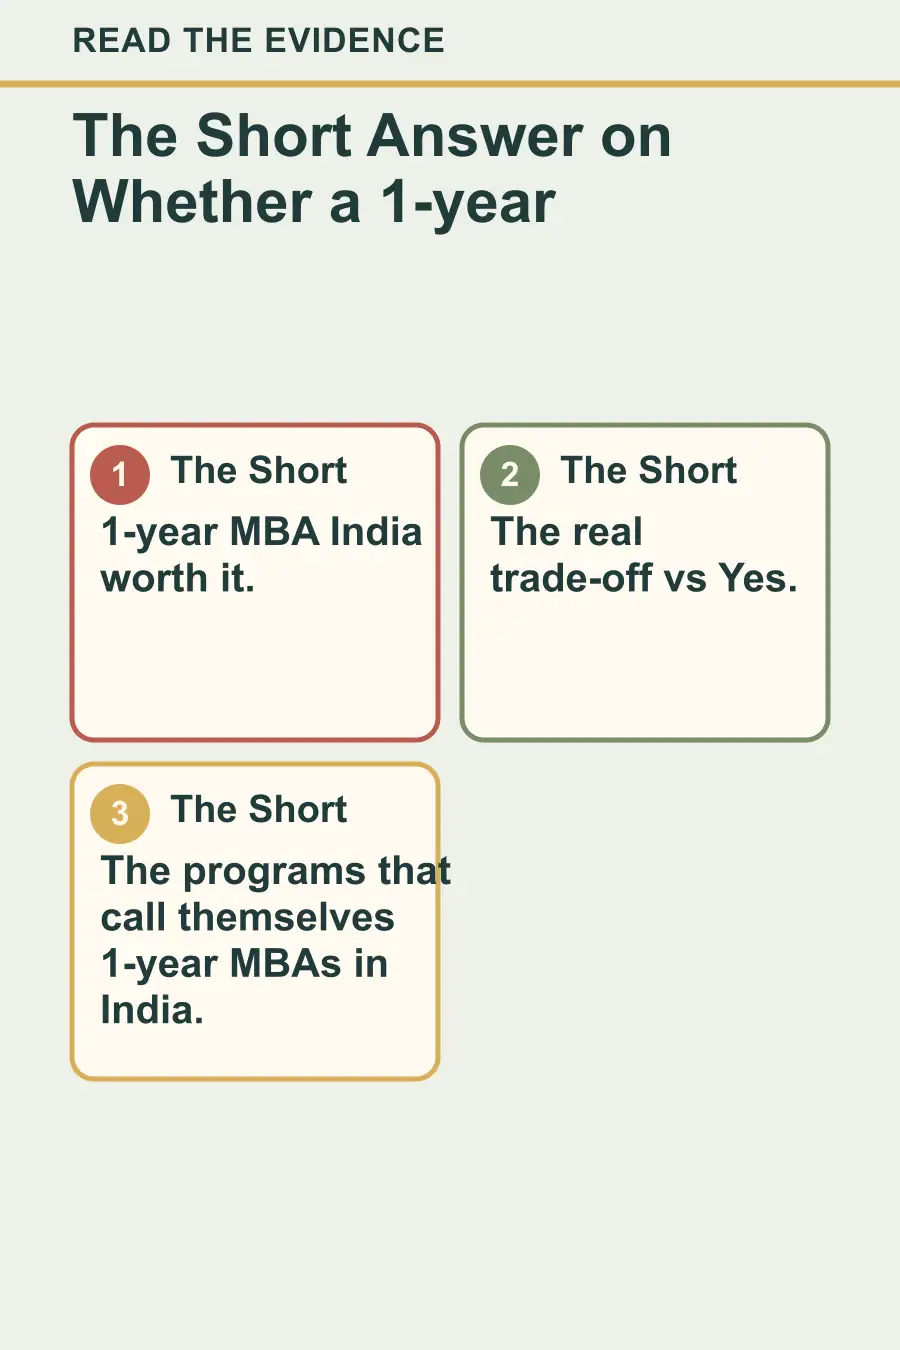 READ THE EVIDENCE
The Short Answer on
Whether a 1-year
1 The Short
1-year MBA India
worth it.
2 The Short
The real
trade-off vs Yes.
3 The Short
The programs that
call themselves
1-year MBAs in
India.